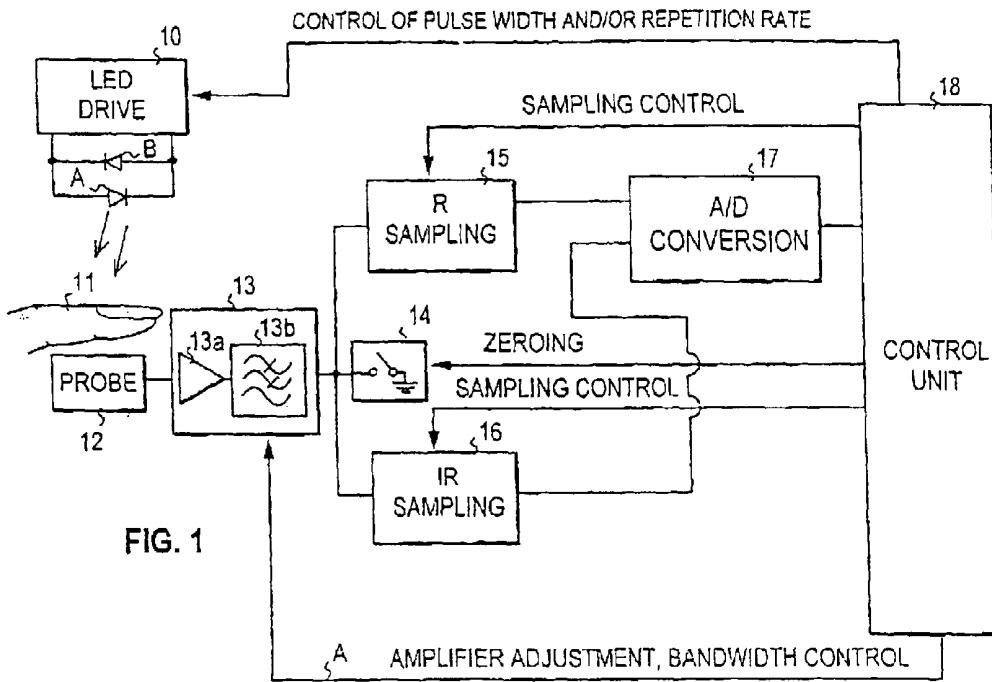 CONTROL OF PULSE WIDTH AND/OR REPETITION RATE
10
LED
DRIVE
B
A
SAMPLING CONTROL
18
15
R
SAMPLING
17
A/D
CONVERSION
11
13
13a
13b
14
ZEROING
SAMPLING CONTROL
CONTROL
UNIT
PROBE
12
16
IR
SAMPLING
FIG. 1
A
AMPLIFIER ADJUSTMENT, BANDWIDTH CONTROL